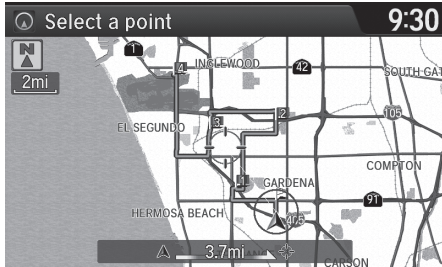 Select a point
9:30
N
2mi
1
4
INGLEWOOD
42
SOUTH GAT
EL SEGUNDO
3
2
105
COMPTON
1
GARDENA
91
HERMOSA BEACH
405
3.7mi
CARSON